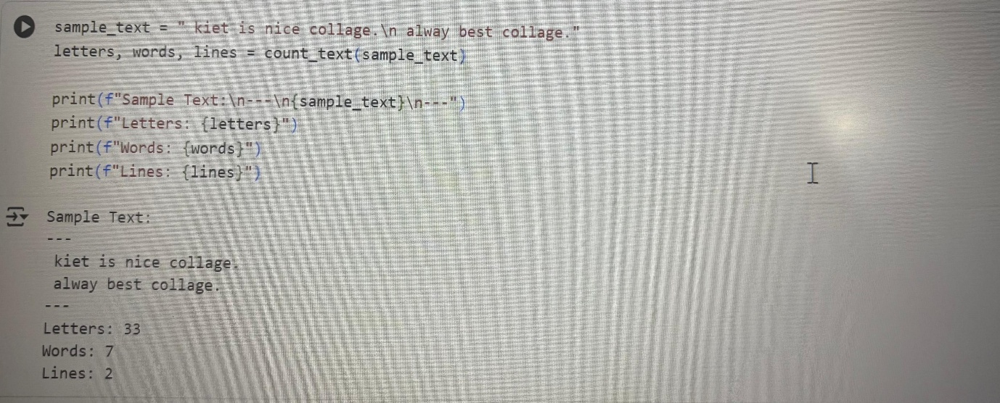 sample_text = " kiet is nice collage.\n alway best collage."
letters, words, lines = count_text(sample_text)
print(f"Sample Text:\n---\n{sample_text}\n---")
print(f"Letters: {letters}")
print(f"Words: {words}")
print(f"Lines: {lines}")
Sample Text:
---
kiet is nice collage.
alway best collage.
---
Letters: 33
Words: 7
Lines: 2